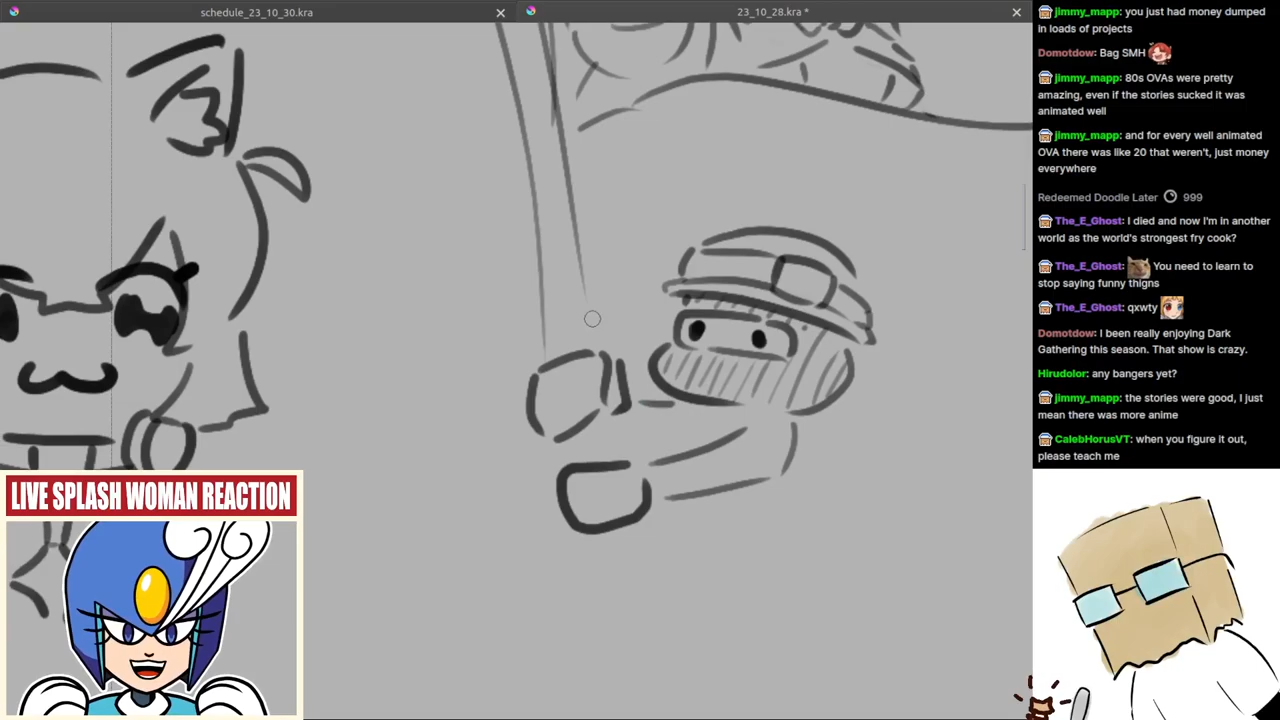 schedule_23_10_30.kra
23_10_28.kra *
jimmy_mapp: you just had money dumped
in loads of projects
Domotdow: Bag SMH
jimmy_mapp: 80s OVAs were pretty
amazing, even if the stories sucked it was
animated well
jimmy_mapp: and for every well animated
OVA there was like 20 that weren't, just money
everywhere
Redeemed Doodle Later 999
The_E_Ghost: I died and now I'm in another
world as the world's strongest fry cook?
The_E_Ghost: You need to learn to
stop saying funny thigns
The_E_Ghost: qxwty
Domotdow: I been really enjoying Dark
Gathering this season. That show is crazy.
Hirudolor: any bangers yet?
jimmy_mapp: the stories were good, I just
mean there was more anime
CalebHorusVT: when you figure it out,
please teach me
LIVE SPLASH WOMAN REACTION